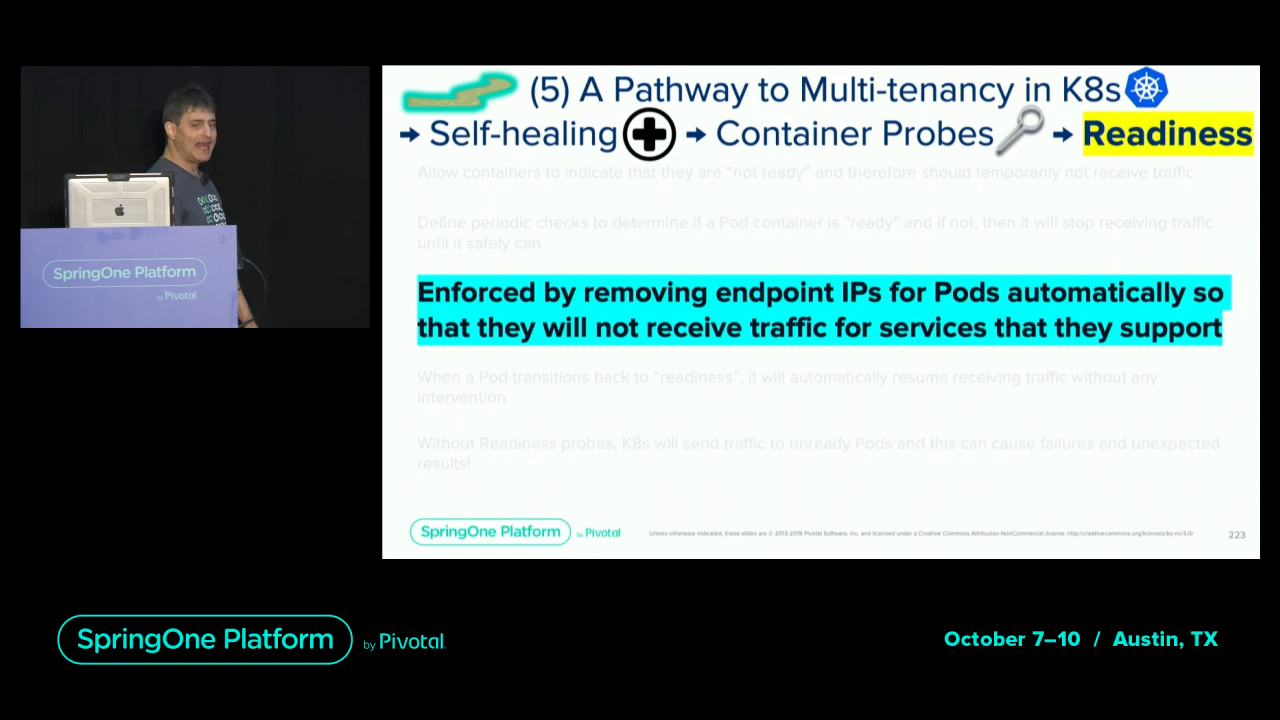 (5) A Pathway to Multi-tenancy in K8s
→ Self-healing → Container Probes → Readiness
Allow containers to indicate that they are “not ready” and therefore should temporarily not receive traffic
Define periodic checks to determine if a Pod container is “ready” and if not, then it will stop receiving traffic
until it safely can
Enforced by removing endpoint IPs for Pods automatically so
that they will not receive traffic for services that they support
When a Pod transitions back to “readiness”, it will automatically resume receiving traffic without any
intervention
Without Readiness probes, K8s will send traffic to unready Pods and this can cause failures and unexpected
results!
SpringOne Platform by Pivotal
Unless otherwise indicated, these slides are © 2013-2019 Pivotal Software, Inc. and licensed under a Creative Commons Attribution-NonCommercial license: http://creativecommons.org/licenses/by-nc/3.0/
223
SpringOne Platform
by Pivotal
SpringOne Platform by Pivotal
October 7–10 / Austin, TX